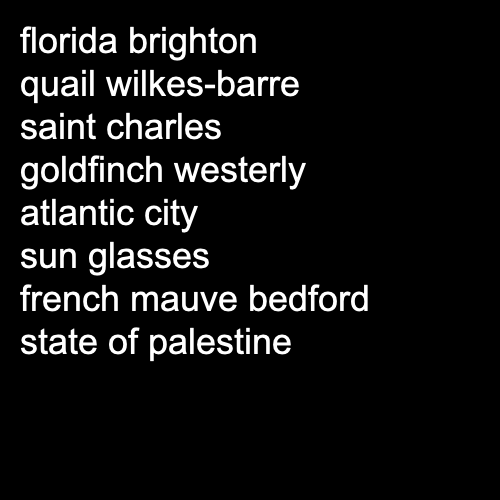 florida brighton
quail wilkes-barre
saint charles
goldfinch westerly
atlantic city
sun glasses
french mauve bedford
state of palestine